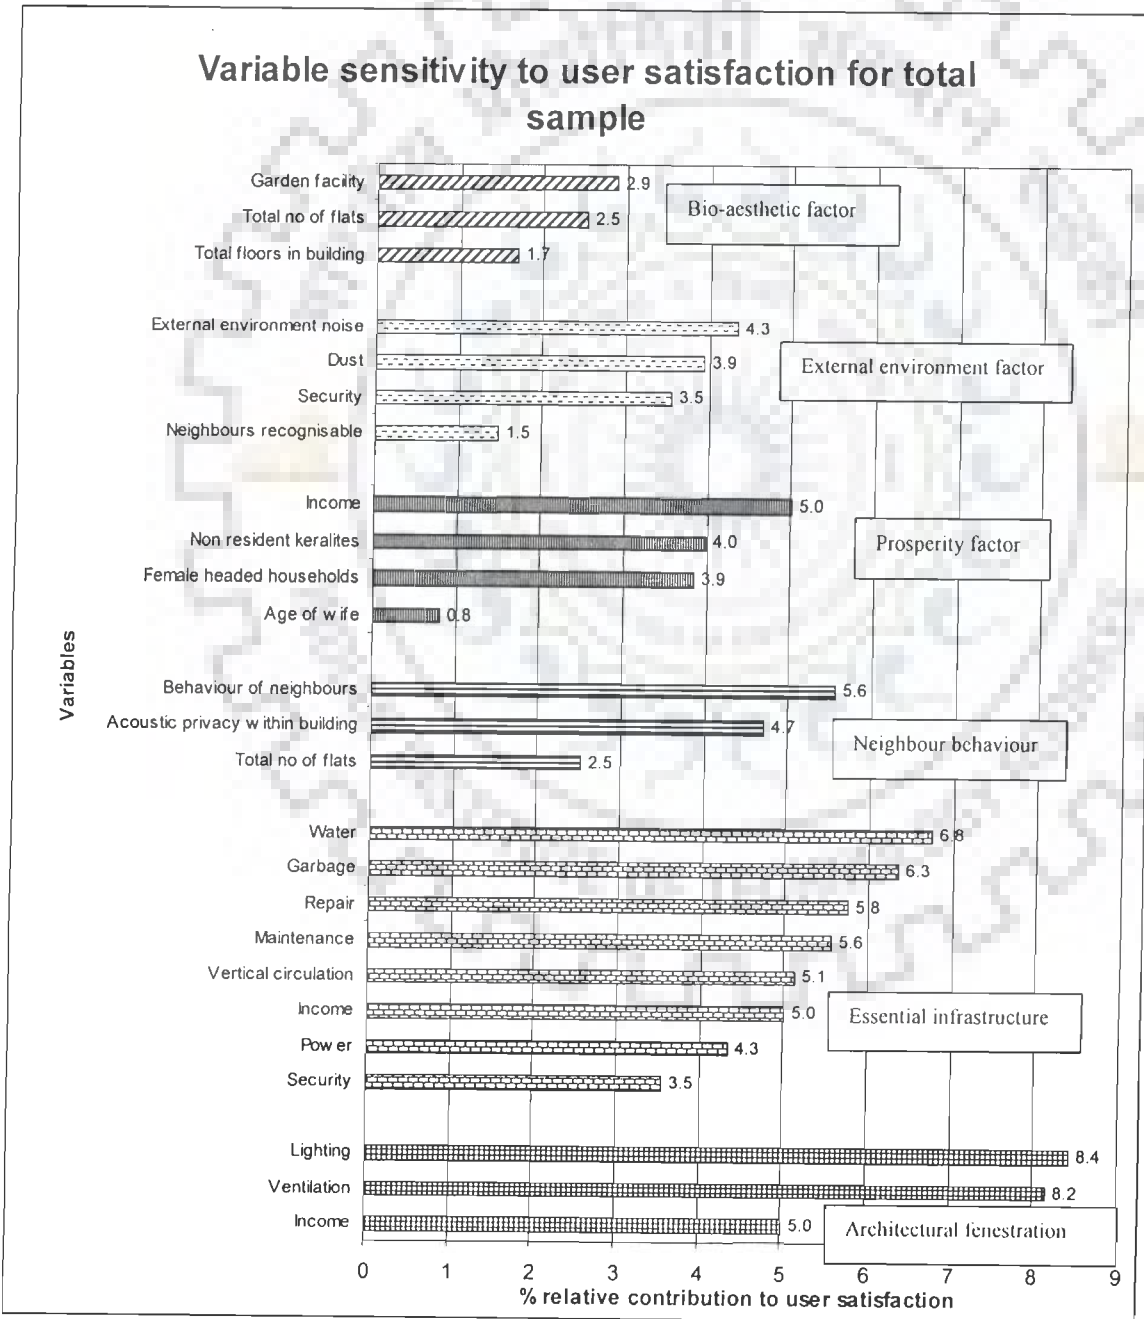 Variable sensitivity to user satisfaction for total
sample
Garden facility 2.9
Bio-aesthetic factor
Total no of flats 2.5
Total floors in building 1.7
External environment noise 4.3
External environment factor
Dust 3.9
Security 3.5
Neighbours recognisable 1.5
Income 5.0
Prosperity factor
Non resident keralites 4.0
Female headed households 3.9
Age of wife 0.8
Variables
Behaviour of neighbours 5.6
Acoustic privacy within building 4.7
Neighbour behaviour
Total no of flats 2.5
Water 6.8
Garbage 6.3
Repair 5.8
Maintenance 5.6
Vertical circulation 5.1
Income 5.0
Essential infrastructure
Power 4.3
Security 3.5
Lighting 8.4
Ventilation 8.2
Income 5.0
Architectural fenestration
0 1 2 3 4 5 6 7 8 9
% relative contribution to user satisfaction